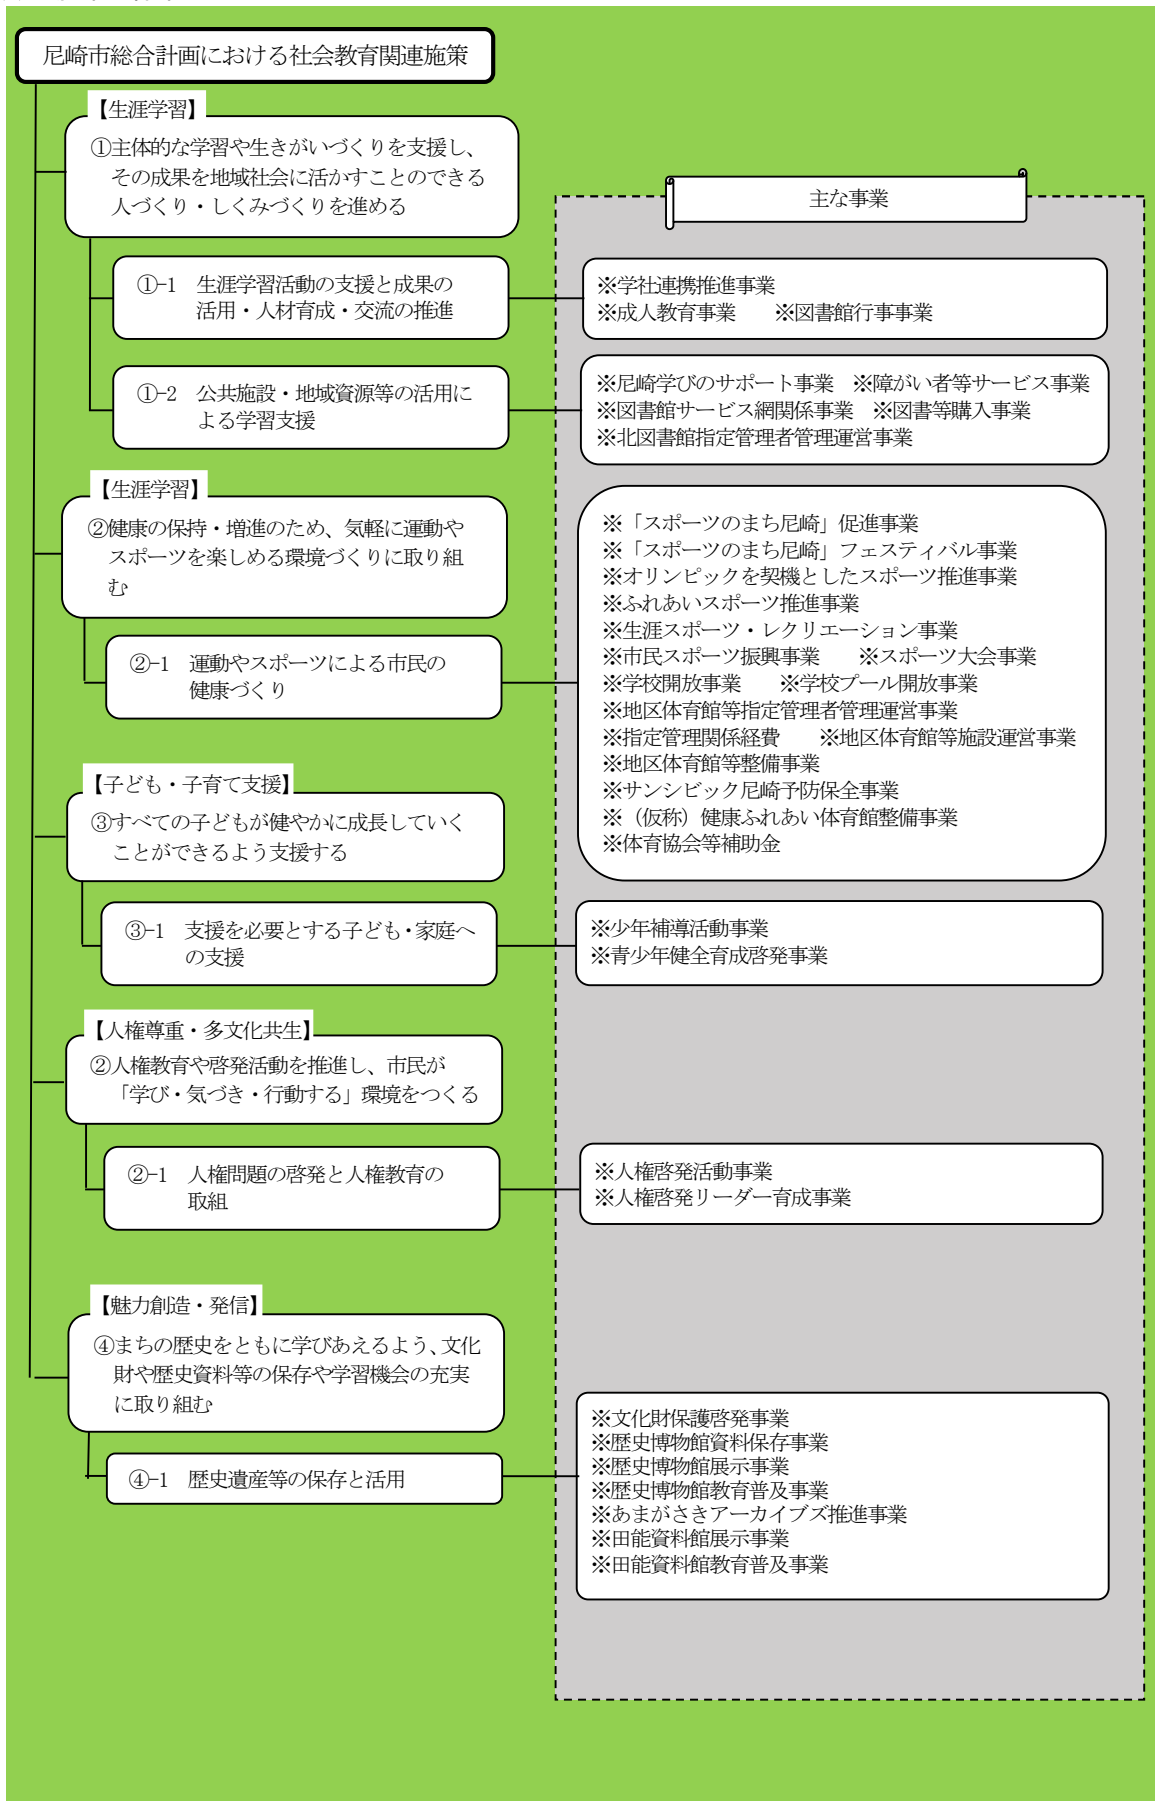 尼崎市総合計画における社会教育関連施策
【生涯学習】
①主体的な学習や生きがいづくりを支援し、
その成果を地域社会に活かすことのできる
人づくり・しくみづくりを進める
主な事業
①-1 生涯学習活動の支援と成果の
活用・人材育成・交流の推進
※学社連携推進事業
※成人教育事業 ※図書館行事事業
①-2 公共施設・地域資源等の活用に
よる学習支援
※尼崎学びのサポート事業 ※障がい者等サービス事業
※図書館サービス網関係事業 ※図書等購入事業
※北図書館指定管理者管理運営事業
【生涯学習】
②健康の保持・増進のため、気軽に運動や
スポーツを楽しめる環境づくりに取り組
む
②-1 運動やスポーツによる市民の
健康づくり
※「スポーツのまち尼崎」促進事業
※「スポーツのまち尼崎」フェスティバル事業
※オリンピックを契機としたスポーツ推進事業
※ふれあいスポーツ推進事業
※生涯スポーツ・レクリエーション事業
※市民スポーツ振興事業 ※スポーツ大会事業
※学校開放事業 ※学校プール開放事業
※地区体育館等指定管理者管理運営事業
※指定管理関係経費 ※地区体育館等施設運営事業
※地区体育館等整備事業
※サンシビック尼崎予防保全事業
※（仮称）健康ふれあい体育館整備事業
※体育協会等補助金
【子ども・子育て支援】
③すべての子どもが健やかに成長していく
ことができるよう支援する
③-1 支援を必要とする子ども・家庭へ
の支援
※少年補導活動事業
※青少年健全育成啓発事業
【人権尊重・多文化共生】
②人権教育や啓発活動を推進し、市民が
「学び・気づき・行動する」環境をつくる
②-1 人権問題の啓発と人権教育の
取組
※人権啓発活動事業
※人権啓発リーダー育成事業
【魅力創造・発信】
④まちの歴史をともに学びあえるよう、文化
財や歴史資料等の保存や学習機会の充実
に取り組む
④-1 歴史遺産等の保存と活用
※文化財保護啓発事業
※歴史博物館資料保存事業
※歴史博物館展示事業
※歴史博物館教育普及事業
※あまがさきアーカイブズ推進事業
※田能資料館展示事業
※田能資料館教育普及事業